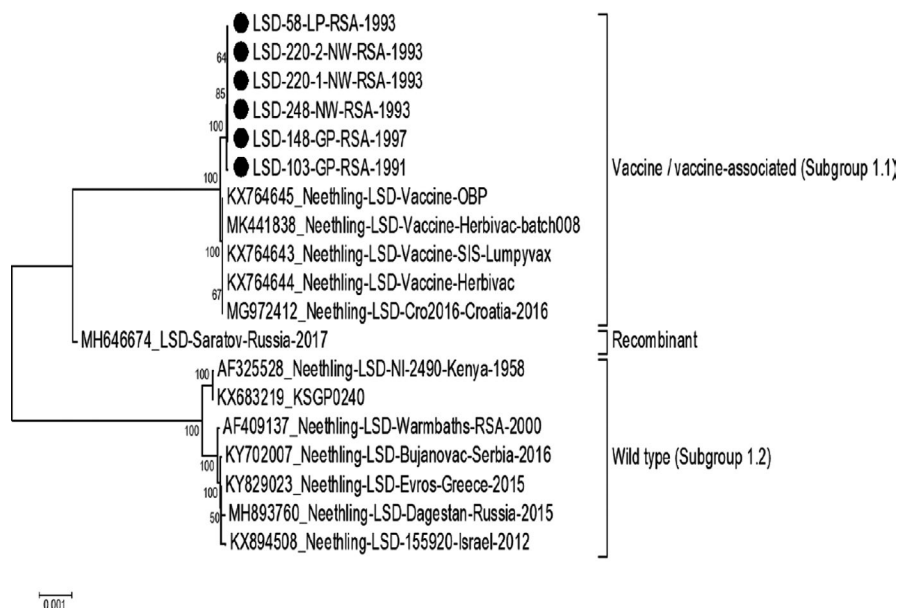 LSD-58-LP-RSA-1993
64
LSD-220-2-NW-RSA-1993
LSD-220-1-NW-RSA-1993
85
LSD-248-NW-RSA-1993
100
LSD-148-GP-RSA-1997
LSD-103-GP-RSA-1991
Vaccine / vaccine-associated (Subgroup 1.1)
100
KX764645_Neethling-LSD-Vaccine-OBP
MK441838_Neethling-LSD-Vaccine-Herbivac-batch008
100
KX764643_Neethling-LSD-Vaccine-SIS-Lumpyvax
KX764644_Neethling-LSD-Vaccine-Herbivac
67
MG972412_Neethling-LSD-Cro2016-Croatia-2016
MH646674_LSD-Saratov-Russia-2017
Recombinant
AF325528_Neethling-LSD-NI-2490-Kenya-1958
100
KX683219_KSGP0240
100
AF409137_Neethling-LSD-Warmbaths-RSA-2000
KY702007_Neethling-LSD-Bujanovac-Serbia-2016
Wild type (Subgroup 1.2)
100
KY829023_Neethling-LSD-Evros-Greece-2015
100
MH893760_Neethling-LSD-Dagestan-Russia-2015
50
KX894508_Neethling-LSD-155920-Israel-2012
0.001